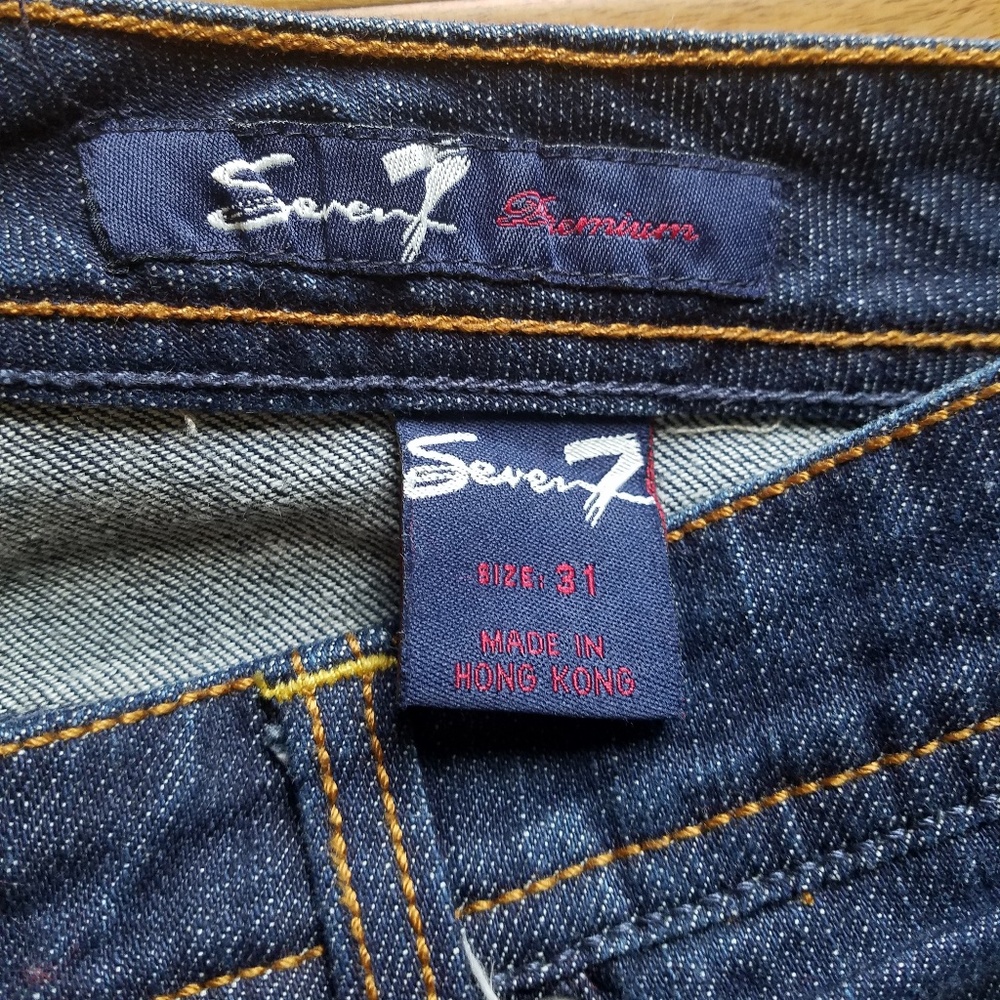 Seven7 Premium
Seven7
SIZE: 31
MADE IN
HONG KONG